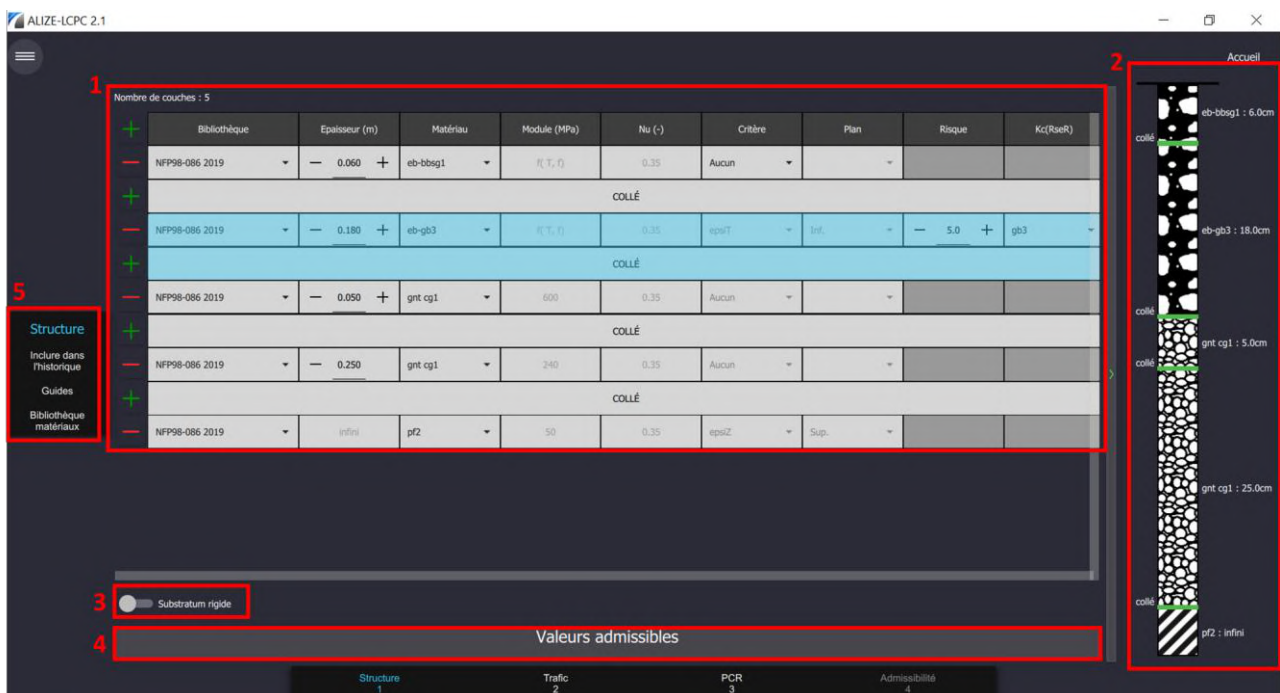 ALIZE-LCPC 2.1
Accueil
1
2
Nombre de couches : 5
Bibliothèque Epaisseur (m) Matériau Module (MPa) Nu (-) Critère Plan Risque Kc(RseR)
NFP98-086 2019 0.060 eb-bbsg1 f( T, f) 0.35 Aucun
COLLÉ
NFP98-086 2019 0.180 eb-gb3 f( T, f) 0.35 epsiT Inf. 5.0 gb3
COLLÉ
NFP98-086 2019 0.050 gnt cg1 600 0.35 Aucun
COLLÉ
NFP98-086 2019 0.250 gnt cg1 240 0.35 Aucun
COLLÉ
NFP98-086 2019 infini pf2 50 0.35 epsiZ Sup.
5
Structure
Inclure dans
l'historique
Guides
Bibliothèque
matériaux
eb-bbsg1 : 6.0cm
collé
eb-gb3 : 18.0cm
collé
gnt cg1 : 5.0cm
collé
gnt cg1 : 25.0cm
collé
pf2 : infini
3
Substratum rigide
4
Valeurs admissibles
Structure Trafic PCR Admissibilité
1 2 3 4